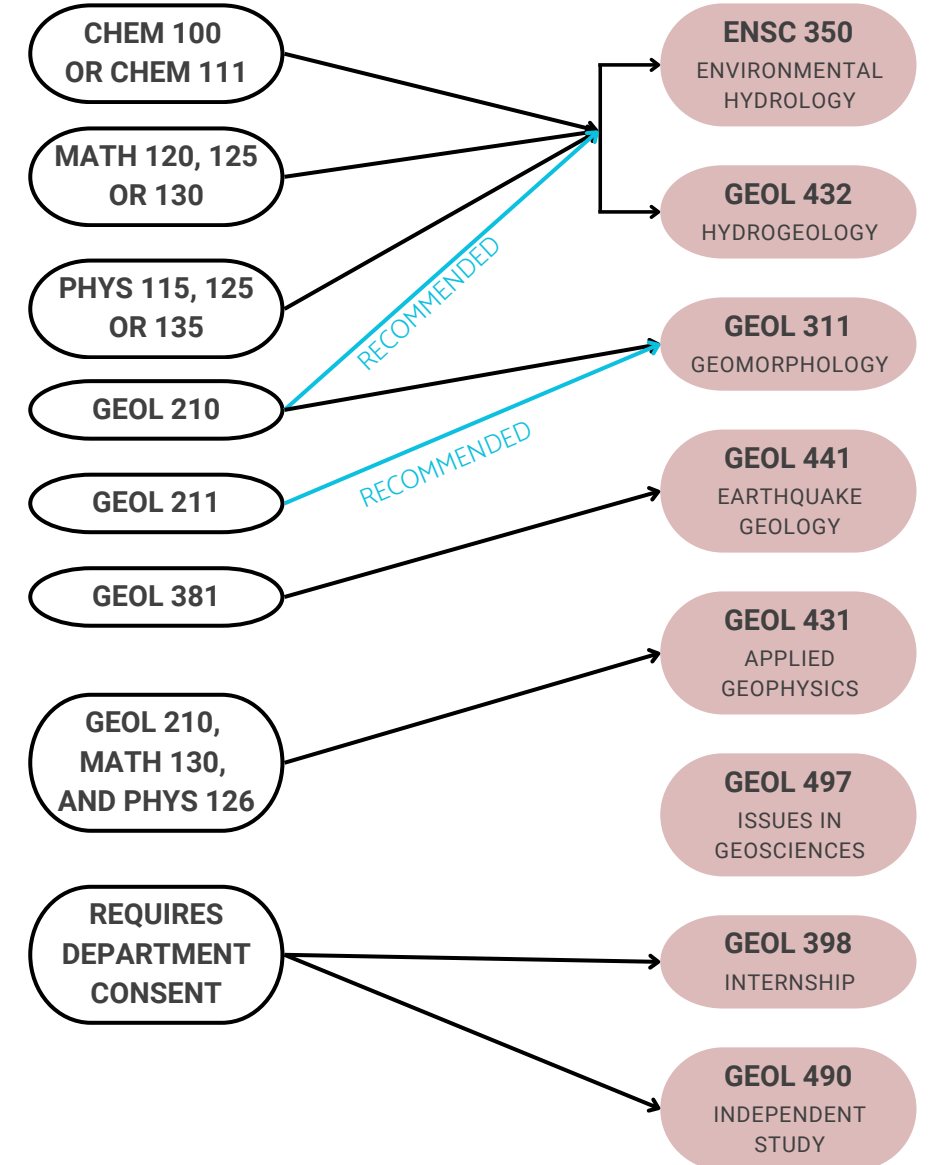 CHEM 100
OR CHEM 111
MATH 120, 125
OR 130
PHYS 115, 125
OR 135
GEOL 210
GEOL 211
GEOL 381
GEOL 210,
MATH 130,
AND PHYS 126
REQUIRES
DEPARTMENT
CONSENT
RECOMMENDED
RECOMMENDED
ENSC 350
ENVIRONMENTAL
HYDROLOGY
GEOL 432
HYDROGEOLOGY
GEOL 311
GEOMORPHOLOGY
GEOL 441
EARTHQUAKE
GEOLOGY
GEOL 431
APPLIED
GEOPHYSICS
GEOL 497
ISSUES IN
GEOSCIENCES
GEOL 398
INTERNSHIP
GEOL 490
INDEPENDENT
STUDY